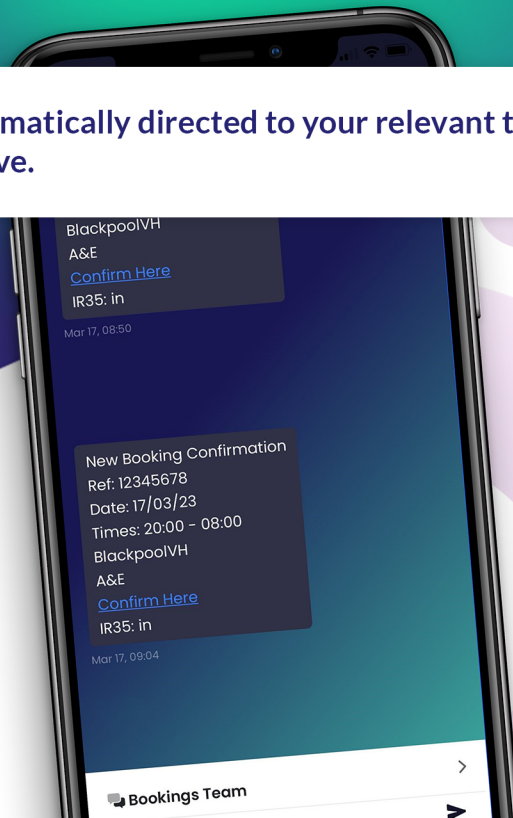 matically directed to your relevant t
ve.
BlackpoolVH
A&E
Confirm Here
IR35: in
Mar 17, 08:50
New Booking Confirmation
Ref: 12345678
Date: 17/03/23
Times: 20:00 - 08:00
BlackpoolVH
A&E
Confirm Here
IR35: in
Mar 17, 09:04
Bookings Team